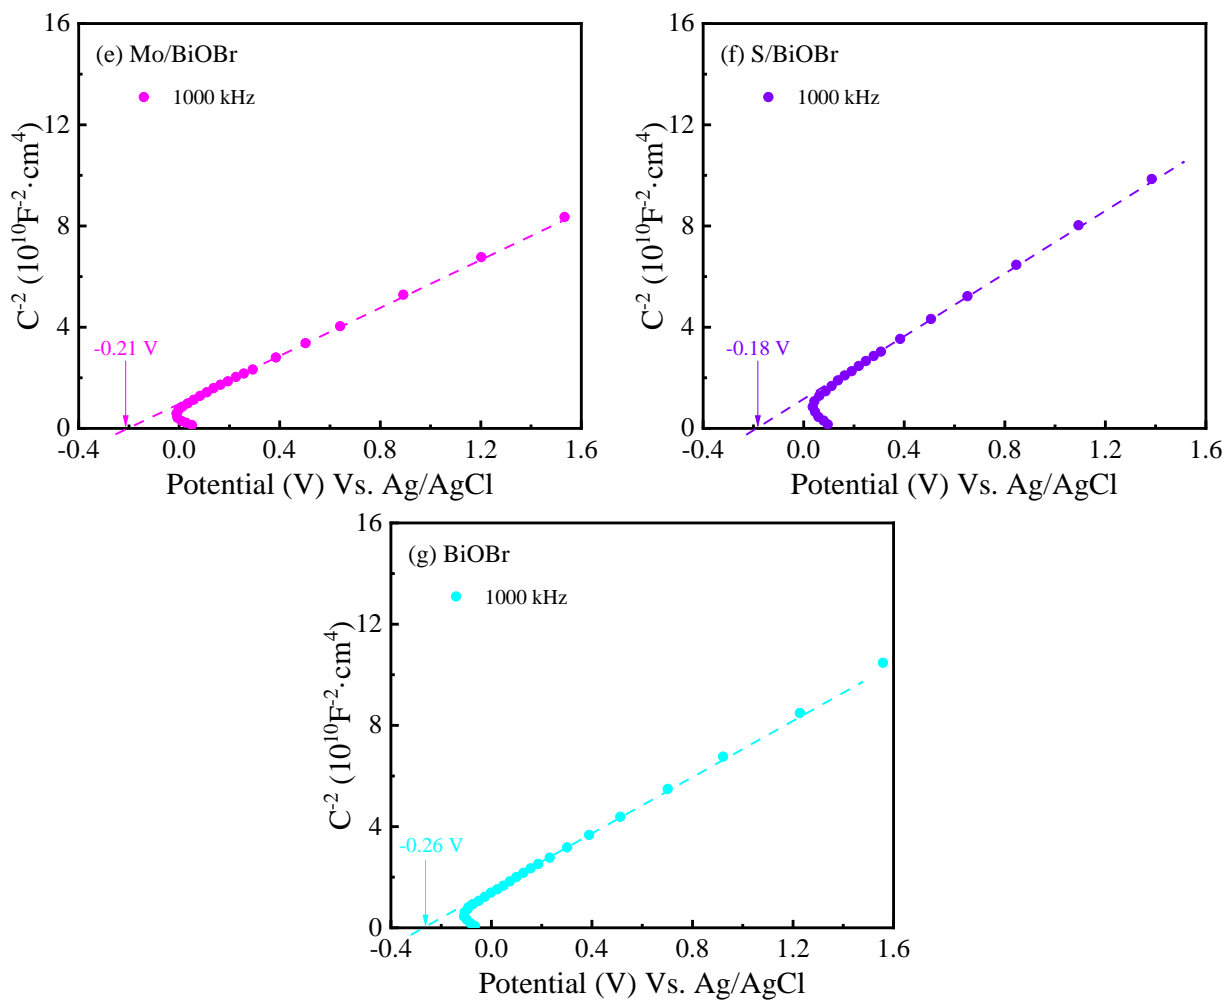 (e) Mo/BiOBr
1000 kHz
16
12
8
4
0
C⁻² (10¹⁰F⁻²·cm⁴)
-0.21 V
-0.4 0.0 0.4 0.8 1.2 1.6
Potential (V) Vs. Ag/AgCl
(f) S/BiOBr
1000 kHz
16
12
8
4
0
C⁻² (10¹⁰F⁻²·cm⁴)
-0.18 V
-0.4 0.0 0.4 0.8 1.2 1.6
Potential (V) Vs. Ag/AgCl
(g) BiOBr
1000 kHz
16
12
8
4
0
C⁻² (10¹⁰F⁻²·cm⁴)
-0.26 V
-0.4 0.0 0.4 0.8 1.2 1.6
Potential (V) Vs. Ag/AgCl